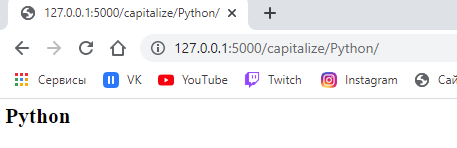 127.0.0.1:5000/capitalize/Python/
127.0.0.1:5000/capitalize/Python/
Сервисы VK YouTube Twitch Instagram Сай
Python